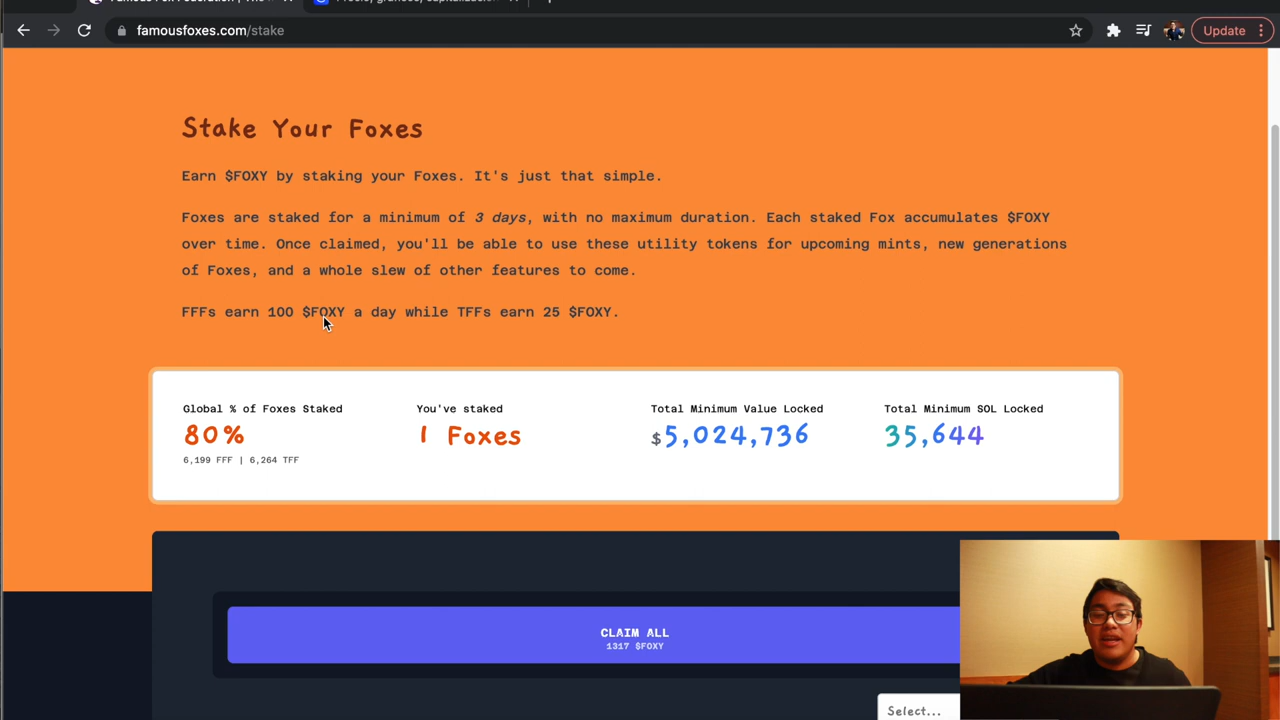 famousfoxes.com/stake
Update
Stake Your Foxes
Earn $FOXY by staking your Foxes. It's just that simple.
Foxes are staked for a minimum of 3 days, with no maximum duration. Each staked Fox accumulates $FOXY
over time. Once claimed, you'll be able to use these utility tokens for upcoming mints, new generations
of Foxes, and a whole slew of other features to come.
FFFs earn 100 $FOXY a day while TFFs earn 25 $FOXY.
Global % of Foxes Staked
80%
6,199 FFF | 6,264 TFF
You've staked
1 Foxes
Total Minimum Value Locked
$5,024,736
Total Minimum SOL Locked
35,644
CLAIM ALL
1317 $FOXY
Select...